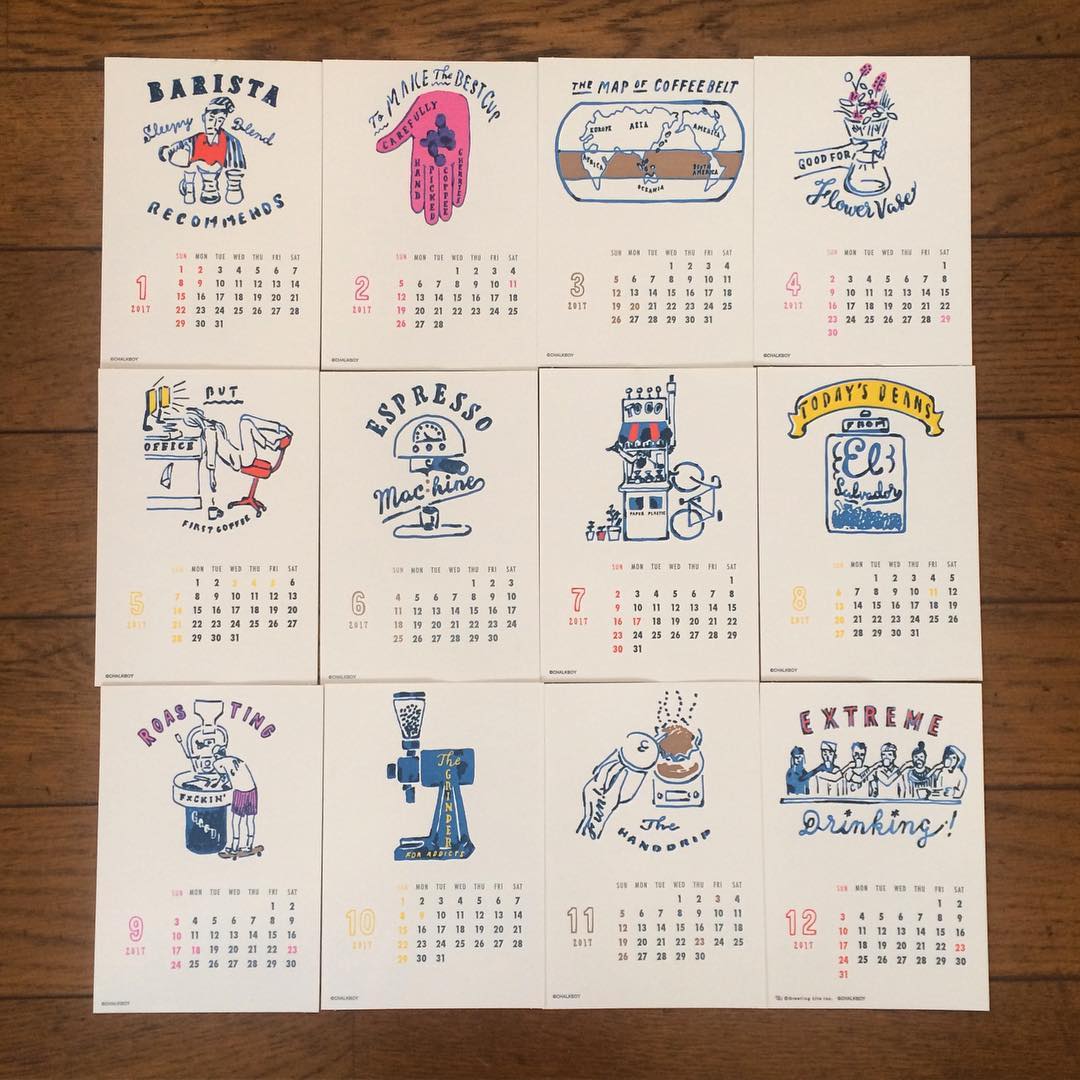 BARISTA
Sleepy Blend
RECOMMENDS
1
2017
SUN MON TUE WED THU FRI SAT
1 2 3 4 5 6 7
8 9 10 11 12 13 14
15 16 17 18 19 20 21
22 23 24 25 26 27 28
29 30 31
©CHALKBOY
To MAKE The BEST CUP
CAREFULLY
HAND PICKED COFFEE CHERRIES
2
2017
SUN MON TUE WED THU FRI SAT
1 2 3 4
5 6 7 8 9 10 11
12 13 14 15 16 17 18
19 20 21 22 23 24 25
26 27 28
©CHALKBOY
THE MAP OF COFFEE BELT
EUROPE ASIA AMERICA
AFRICA SOUTH AMERICA
OCEANIA
3
2017
SUN MON TUE WED THU FRI SAT
1 2 3 4
5 6 7 8 9 10 11
12 13 14 15 16 17 18
19 20 21 22 23 24 25
26 27 28 29 30 31
©CHALKBOY
GOOD FOR
Flower Vase
4
2017
SUN MON TUE WED THU FRI SAT
1
2 3 4 5 6 7 8
9 10 11 12 13 14 15
16 17 18 19 20 21 22
23 24 25 26 27 28 29
30
©CHALKBOY
BUT
OFFICE
FIRST COFFEE
5
2017
SUN MON TUE WED THU FRI SAT
1 2 3 4 5 6
7 8 9 10 11 12 13
14 15 16 17 18 19 20
21 22 23 24 25 26 27
28 29 30 31
©CHALKBOY
ESPRESSO
Machine
6
2017
SUN MON TUE WED THU FRI SAT
1 2 3
4 5 6 7 8 9 10
11 12 13 14 15 16 17
18 19 20 21 22 23 24
25 26 27 28 29 30
©CHALKBOY
TO GO
PAPER PLASTIC
7
2017
SUN MON TUE WED THU FRI SAT
1
2 3 4 5 6 7 8
9 10 11 12 13 14 15
16 17 18 19 20 21 22
23 24 25 26 27 28 29
30 31
©CHALKBOY
TODAY'S BEANS
FROM
El
Salvador
8
2017
SUN MON TUE WED THU FRI SAT
1 2 3 4 5
6 7 8 9 10 11 12
13 14 15 16 17 18 19
20 21 22 23 24 25 26
27 28 29 30 31
©CHALKBOY
ROASTING
FXCKIN'
GOOD!
9
2017
SUN MON TUE WED THU FRI SAT
1 2
3 4 5 6 7 8 9
10 11 12 13 14 15 16
17 18 19 20 21 22 23
24 25 26 27 28 29 30
©CHALKBOY
The
GRINDER
FOR ADDICTS
10
2017
SUN MON TUE WED THU FRI SAT
1 2 3 4 5 6 7
8 9 10 11 12 13 14
15 16 17 18 19 20 21
22 23 24 25 26 27 28
29 30 31
©CHALKBOY
Fun!
The
HANDDRIP
11
2017
SUN MON TUE WED THU FRI SAT
1 2 3 4
5 6 7 8 9 10 11
12 13 14 15 16 17 18
19 20 21 22 23 24 25
26 27 28 29 30
©CHALKBOY
EXTREME
Drinking!
12
2017
SUN MON TUE WED THU FRI SAT
1 2
3 4 5 6 7 8 9
10 11 12 13 14 15 16
17 18 19 20 21 22 23
24 25 26 27 28 29 30
31
©Greeting Life Inc. ©CHALKBOY